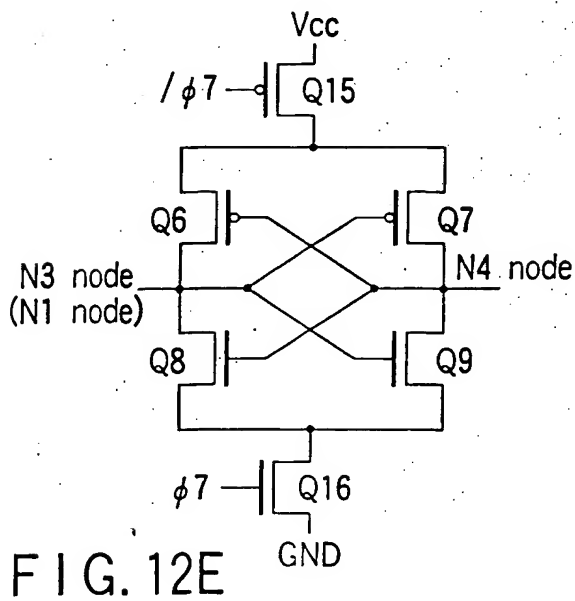 Vcc
/φ7
Q15
Q6
Q7
N3 node
(N1 node)
N4 node
Q8
Q9
φ7
Q16
GND
FIG. 12E